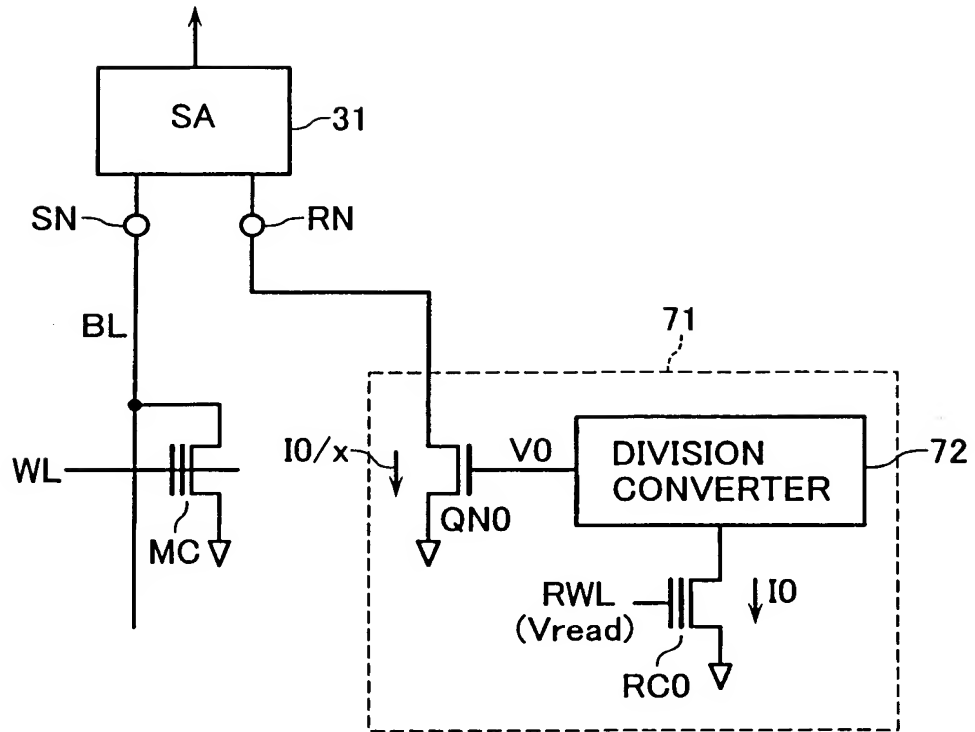 SA
31
SN
RN
BL
71
WL
MC
I0/x
QN0
V0
DIVISION
CONVERTER
72
RWL
(Vread)
I0
RC0